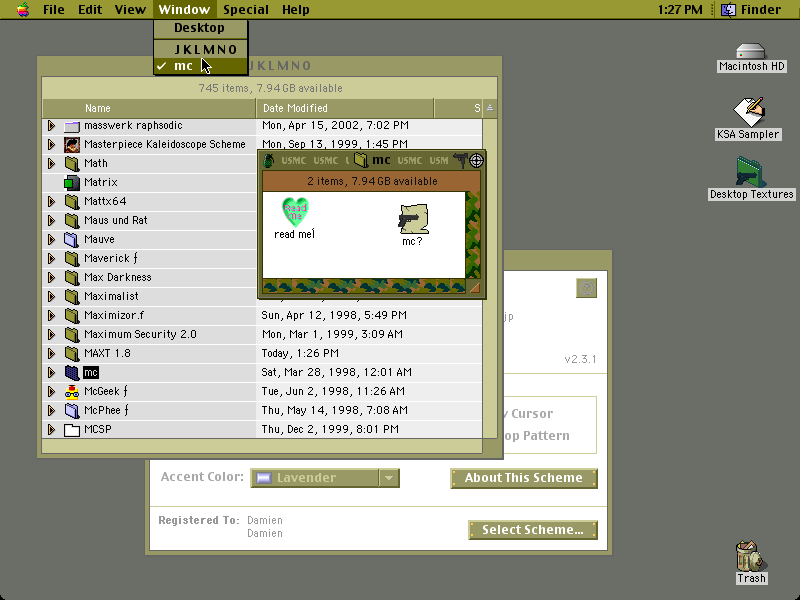 File Edit View Window Special Help 1:27 PM Finder
Desktop
J K L M N O
✓ mc
J K L M N O
745 items, 7.94 GB available
Name Date Modified S
masswerk raphsodic Mon, Apr 15, 2002, 7:02 PM
Masterpiece Kaleidoscope Scheme Mon, Sep 13, 1999, 1:45 PM
Math
Matrix
Mattx64
Maus und Rat
Mauve
Maverick ƒ
Max Darkness
Maximalist
Maximizor.f Sun, Apr 12, 1998, 5:49 PM
Maximum Security 2.0 Mon, Mar 1, 1999, 3:09 AM
MAXT 1.8 Today, 1:26 PM
mc Sat, Mar 28, 1998, 12:01 AM
McGeek ƒ Tue, Jun 2, 1998, 11:26 AM
McPhee ƒ Thu, May 14, 1998, 7:08 AM
MCSP Thu, Dec 2, 1999, 8:01 PM
USMC USMC mc USMC USM
2 items, 7.94 GB available
read me
read me!
mc?
?
jp
v2.3.1
Cursor
op Pattern
Accent Color: Lavender
About This Scheme
Registered To: Damien
Damien
Select Scheme...
Macintosh HD
KSA Sampler
Desktop Textures
Trash